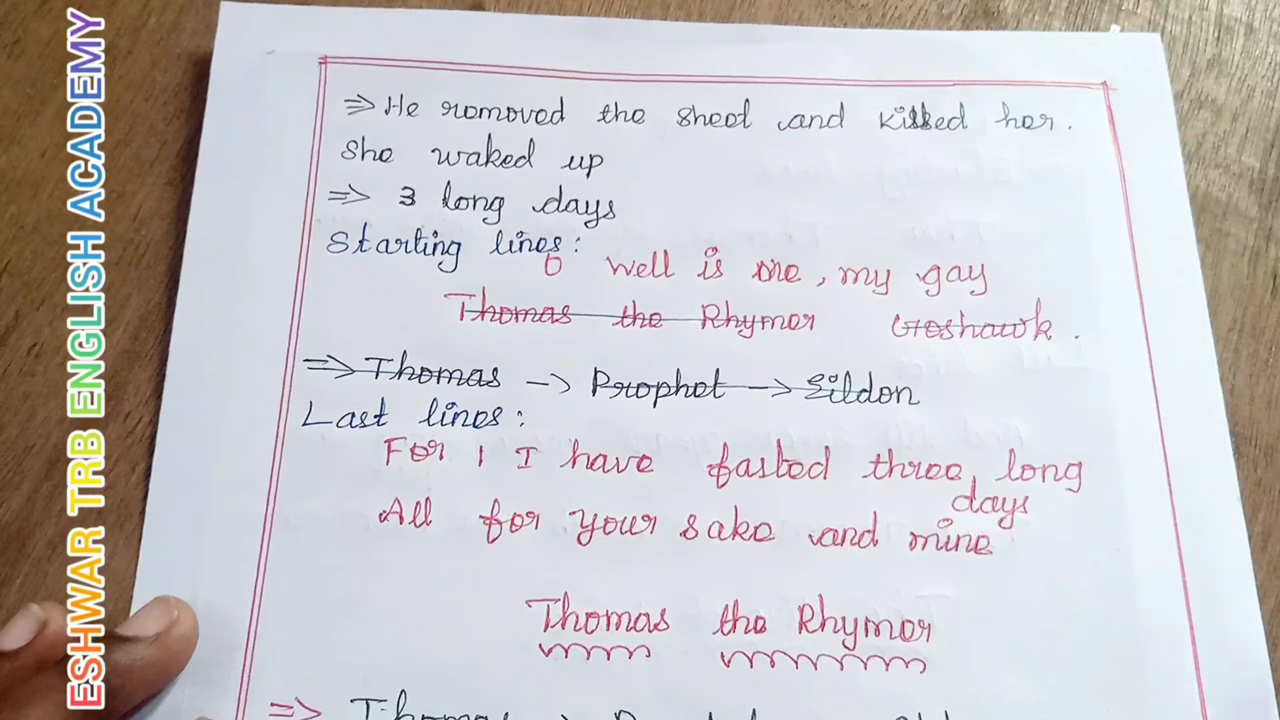 ESHWAR TRB ENGLISH ACADEMY
⇒ He removed the sheet and kissed her.
She waked up
⇒ 3 long days
Starting lines:
O well is me, my gay
Thomas the Rhymer Goshawk.
⇒ Thomas → Prophet → Eildon
Last lines:
For, I have fasted three long
days
All for your sake and mine
Thomas the Rhymer
⇒ Thomas